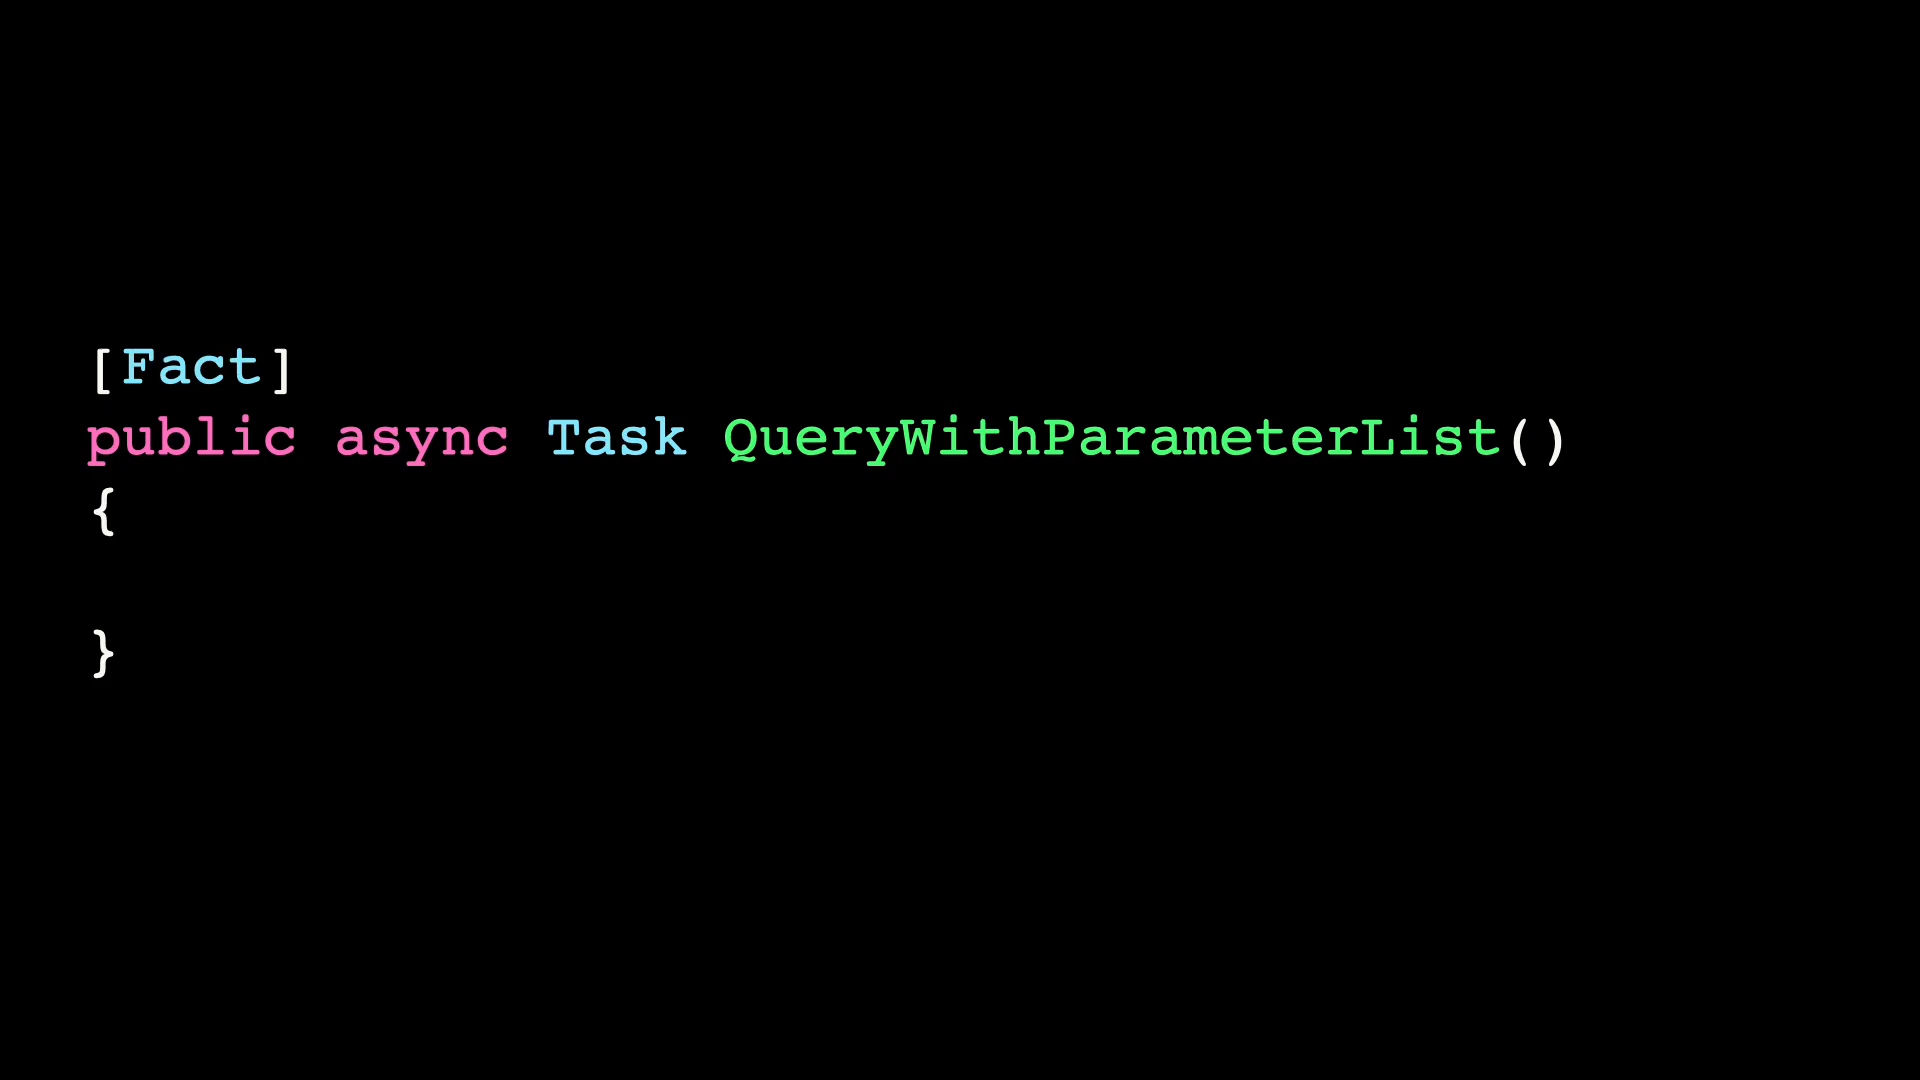 [Fact]
public async Task QueryWithParameterList()
{
}